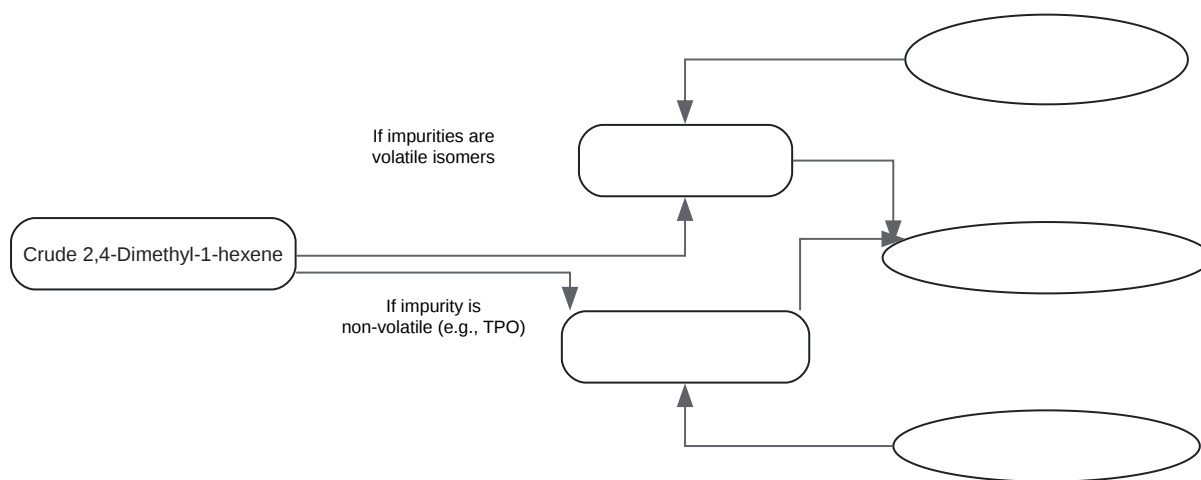 If impurities are
volatile isomers
Crude 2,4-Dimethyl-1-hexene
If impurity is
non-volatile (e.g., TPO)